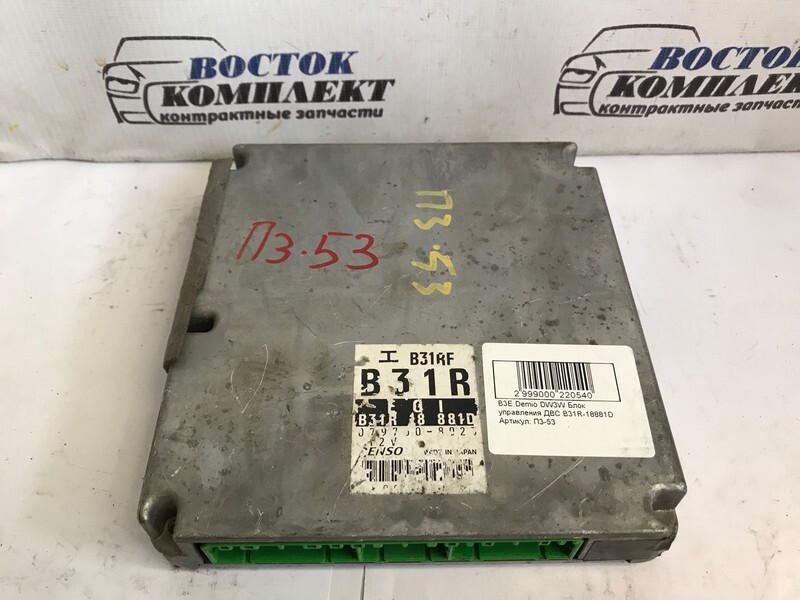 ВОСТОК
КОМПЛЕКТ
контрактные запчасти
ВОСТОК
КОМПЛЕКТ
контрактные запчасти
П3·53
П3·53
B31RF
B31R
EGI
B31R 18 881D
12V
MADE IN JAPAN
2 999000 220540
B3E Demio DW3W Блок
управления ДВС B31R-18881D
Артикул: П3-53